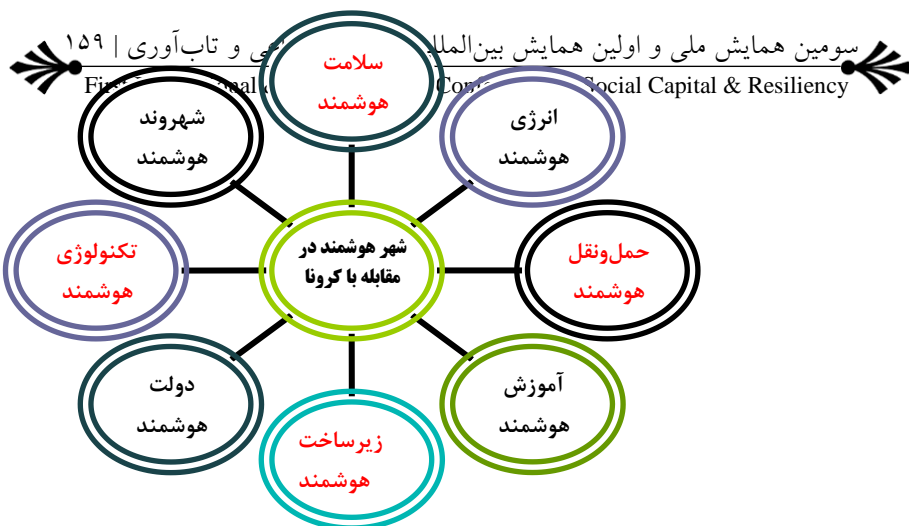 سومین همایش ملی و اولین همایش بین‌المللی و تاب‌آوری | ۱۵۹
Social Capital & Resiliency
سلامت
هوشمند
انرژی
هوشمند
شهروند
هوشمند
شهر هوشمند در
مقابله با کرونا
حمل‌ونقل
هوشمند
تکنولوژی
هوشمند
آموزش
هوشمند
دولت
هوشمند
زیرساخت
هوشمند